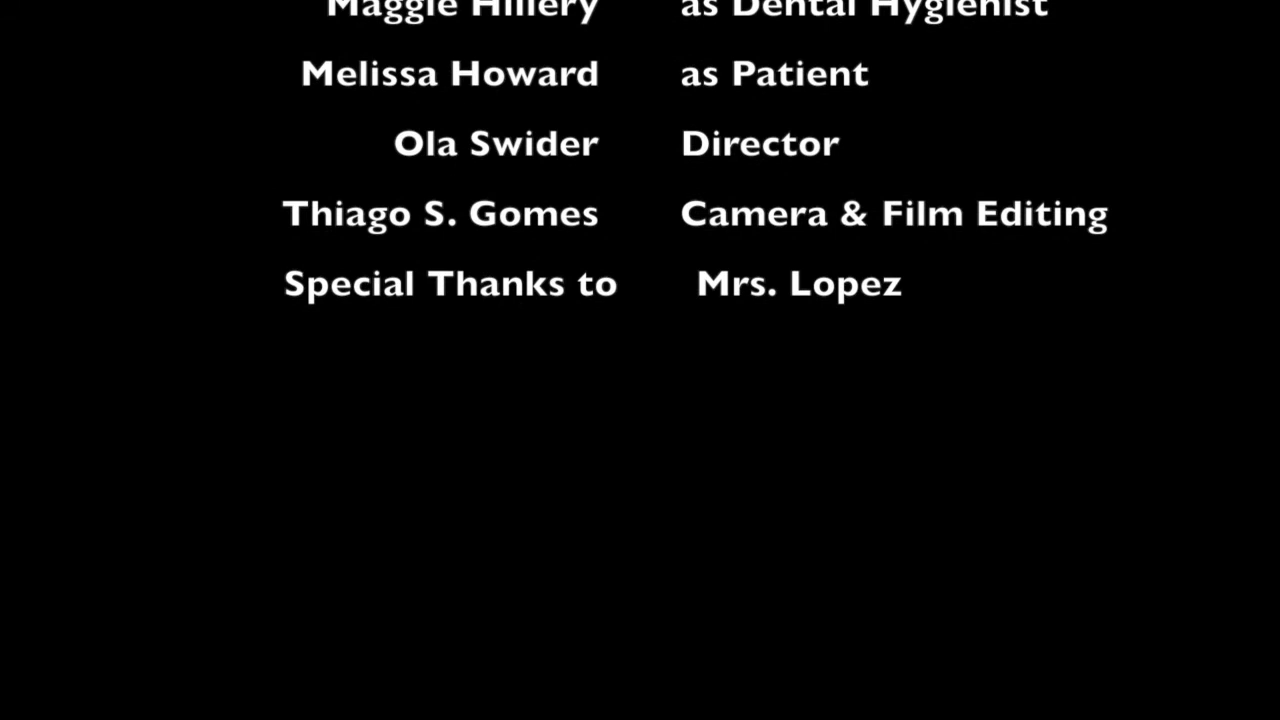 Maggie Hillery as Dental Hygienist
Melissa Howard as Patient
Ola Swider Director
Thiago S. Gomes Camera & Film Editing
Special Thanks to Mrs. Lopez